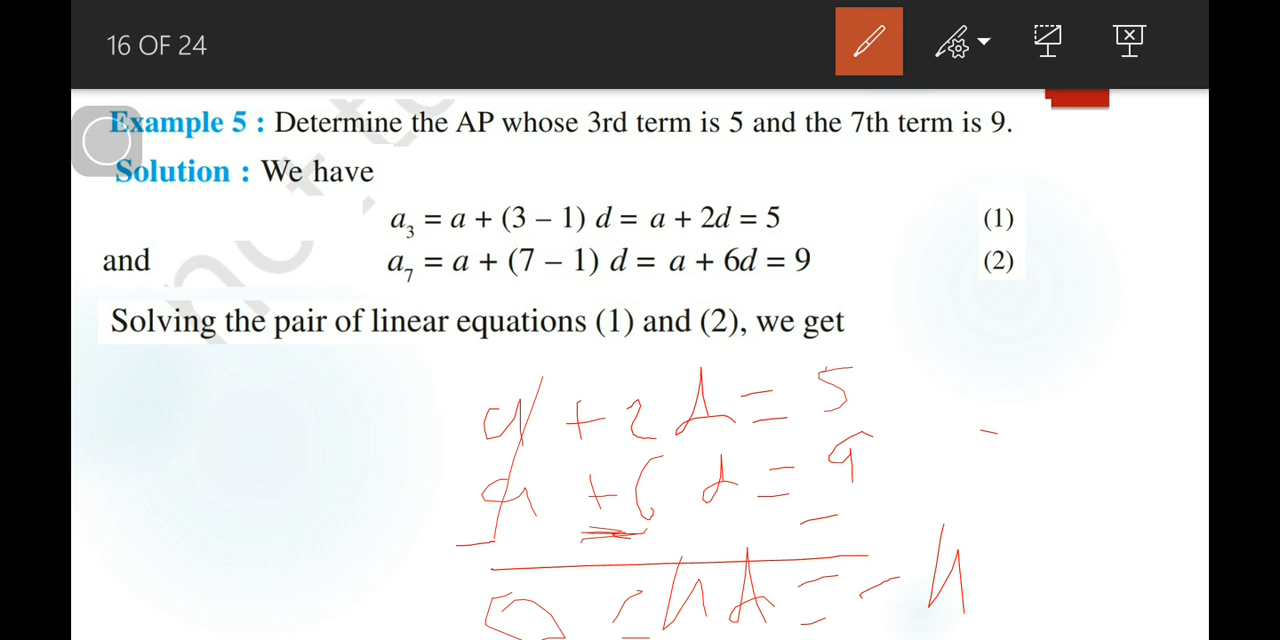 16 OF 24
Example 5 : Determine the AP whose 3rd term is 5 and the 7th term is 9.
Solution : We have
a₃ = a + (3 – 1) d = a + 2d = 5 (1)
and a₇ = a + (7 – 1) d = a + 6d = 9 (2)
Solving the pair of linear equations (1) and (2), we get
a + 2d = 5
a + 6d = 9
0 - 4d = - 4